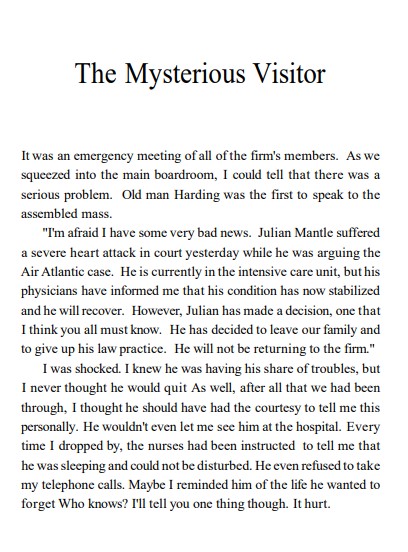 The Mysterious Visitor
It was an emergency meeting of all of the firm's members. As we
squeezed into the main boardroom, I could tell that there was a
serious problem. Old man Harding was the first to speak to the
assembled mass.
"I'm afraid I have some very bad news. Julian Mantle suffered
a severe heart attack in court yesterday while he was arguing the
Air Atlantic case. He is currently in the intensive care unit, but his
physicians have informed me that his condition has now stabilized
and he will recover. However, Julian has made a decision, one that
I think you all must know. He has decided to leave our family and
to give up his law practice. He will not be returning to the firm."
I was shocked. I knew he was having his share of troubles, but
I never thought he would quit As well, after all that we had been
through, I thought he should have had the courtesy to tell me this
personally. He wouldn't even let me see him at the hospital. Every
time I dropped by, the nurses had been instructed to tell me that
he was sleeping and could not be disturbed. He even refused to take
my telephone calls. Maybe I reminded him of the life he wanted to
forget Who knows? I'll tell you one thing though. It hurt.